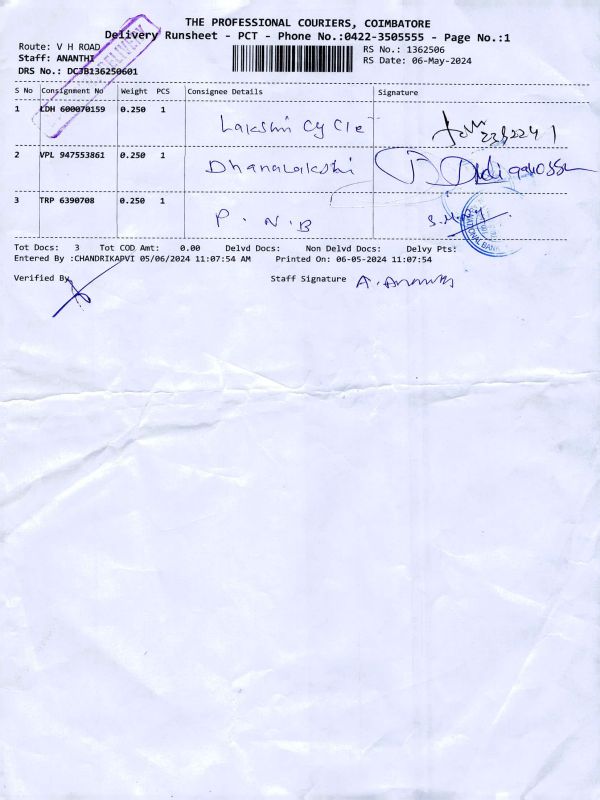 THE PROFESSIONAL COURIERS, COIMBATORE
Delivery Runsheet - PCT - Phone No.:0422-3505555 - Page No.:1
Route: V H ROAD
RS No.: 1362506
Staff: ANANTHI
RS Date: 06-May-2024
DRS No.: DCJB136250601
S No Consignment No Weight PCS Consignee Details Signature
1 LDH 600070159 0.250 1 Lakshmi Cycle
2 VPL 947553861 0.250 1 Dhanalakshi
3 TRP 6390708 0.250 1 P.N.B
Tot Docs: 3 Tot COD Amt: 0.00 Delvd Docs: Non Delvd Docs: Delvy Pts:
Entered By :CHANDRIKAPVI 05/06/2024 11:07:54 AM Printed On: 06-05-2024 11:07:54
Verified By
Staff Signature A. Ananthi